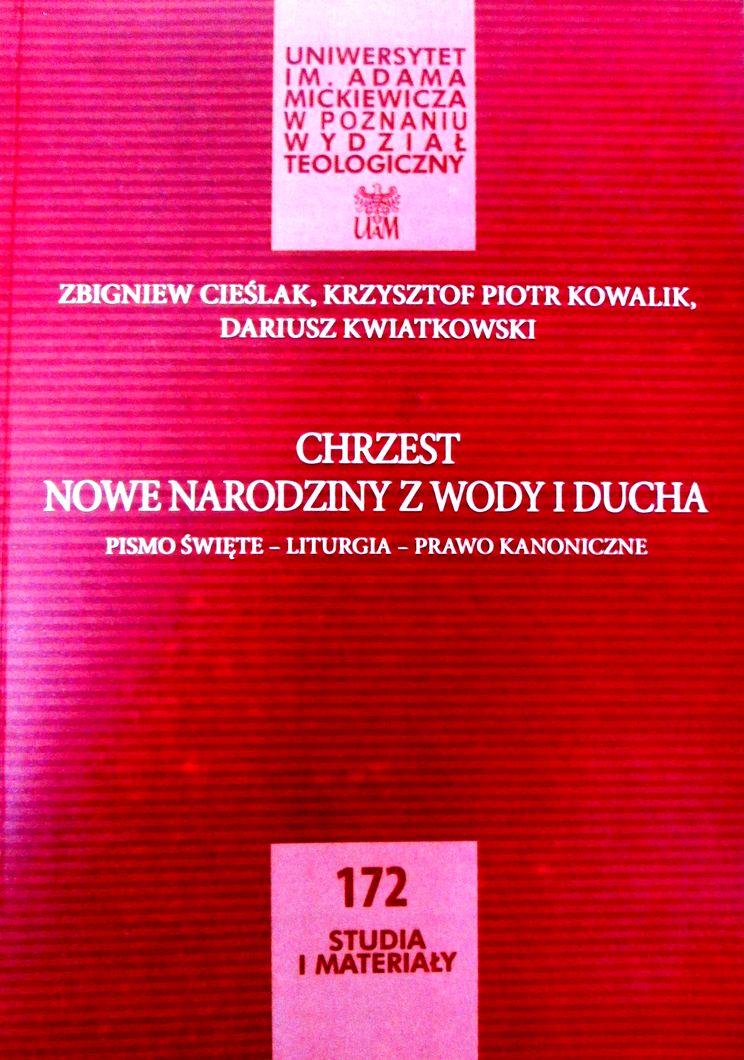 UNIWERSYTET
IM. ADAMA
MICKIEWICZA
W POZNANIU
WYDZIAŁ
TEOLOGICZNY
UAM
ZBIGNIEW CIEŚLAK, KRZYSZTOF PIOTR KOWALIK,
DARIUSZ KWIATKOWSKI
CHRZEST
NOWE NARODZINY Z WODY I DUCHA
PISMO ŚWIĘTE – LITURGIA – PRAWO KANONICZNE
172
STUDIA
I MATERIAŁY